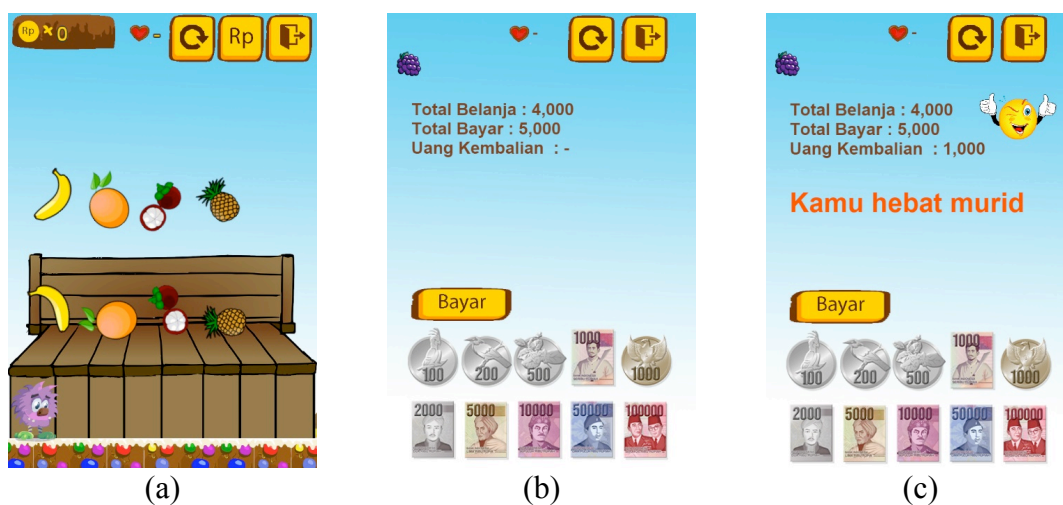 Rp × 0
-
Rp
(a)
-
Total Belanja : 4,000
Total Bayar : 5,000
Uang Kembalian : -
Bayar
100 200 500 1000 1000
2000 5000 10000 50000 100000
(b)
-
Total Belanja : 4,000
Total Bayar : 5,000
Uang Kembalian : 1,000
Kamu hebat murid
Bayar
100 200 500 1000 1000
2000 5000 10000 50000 100000
(c)